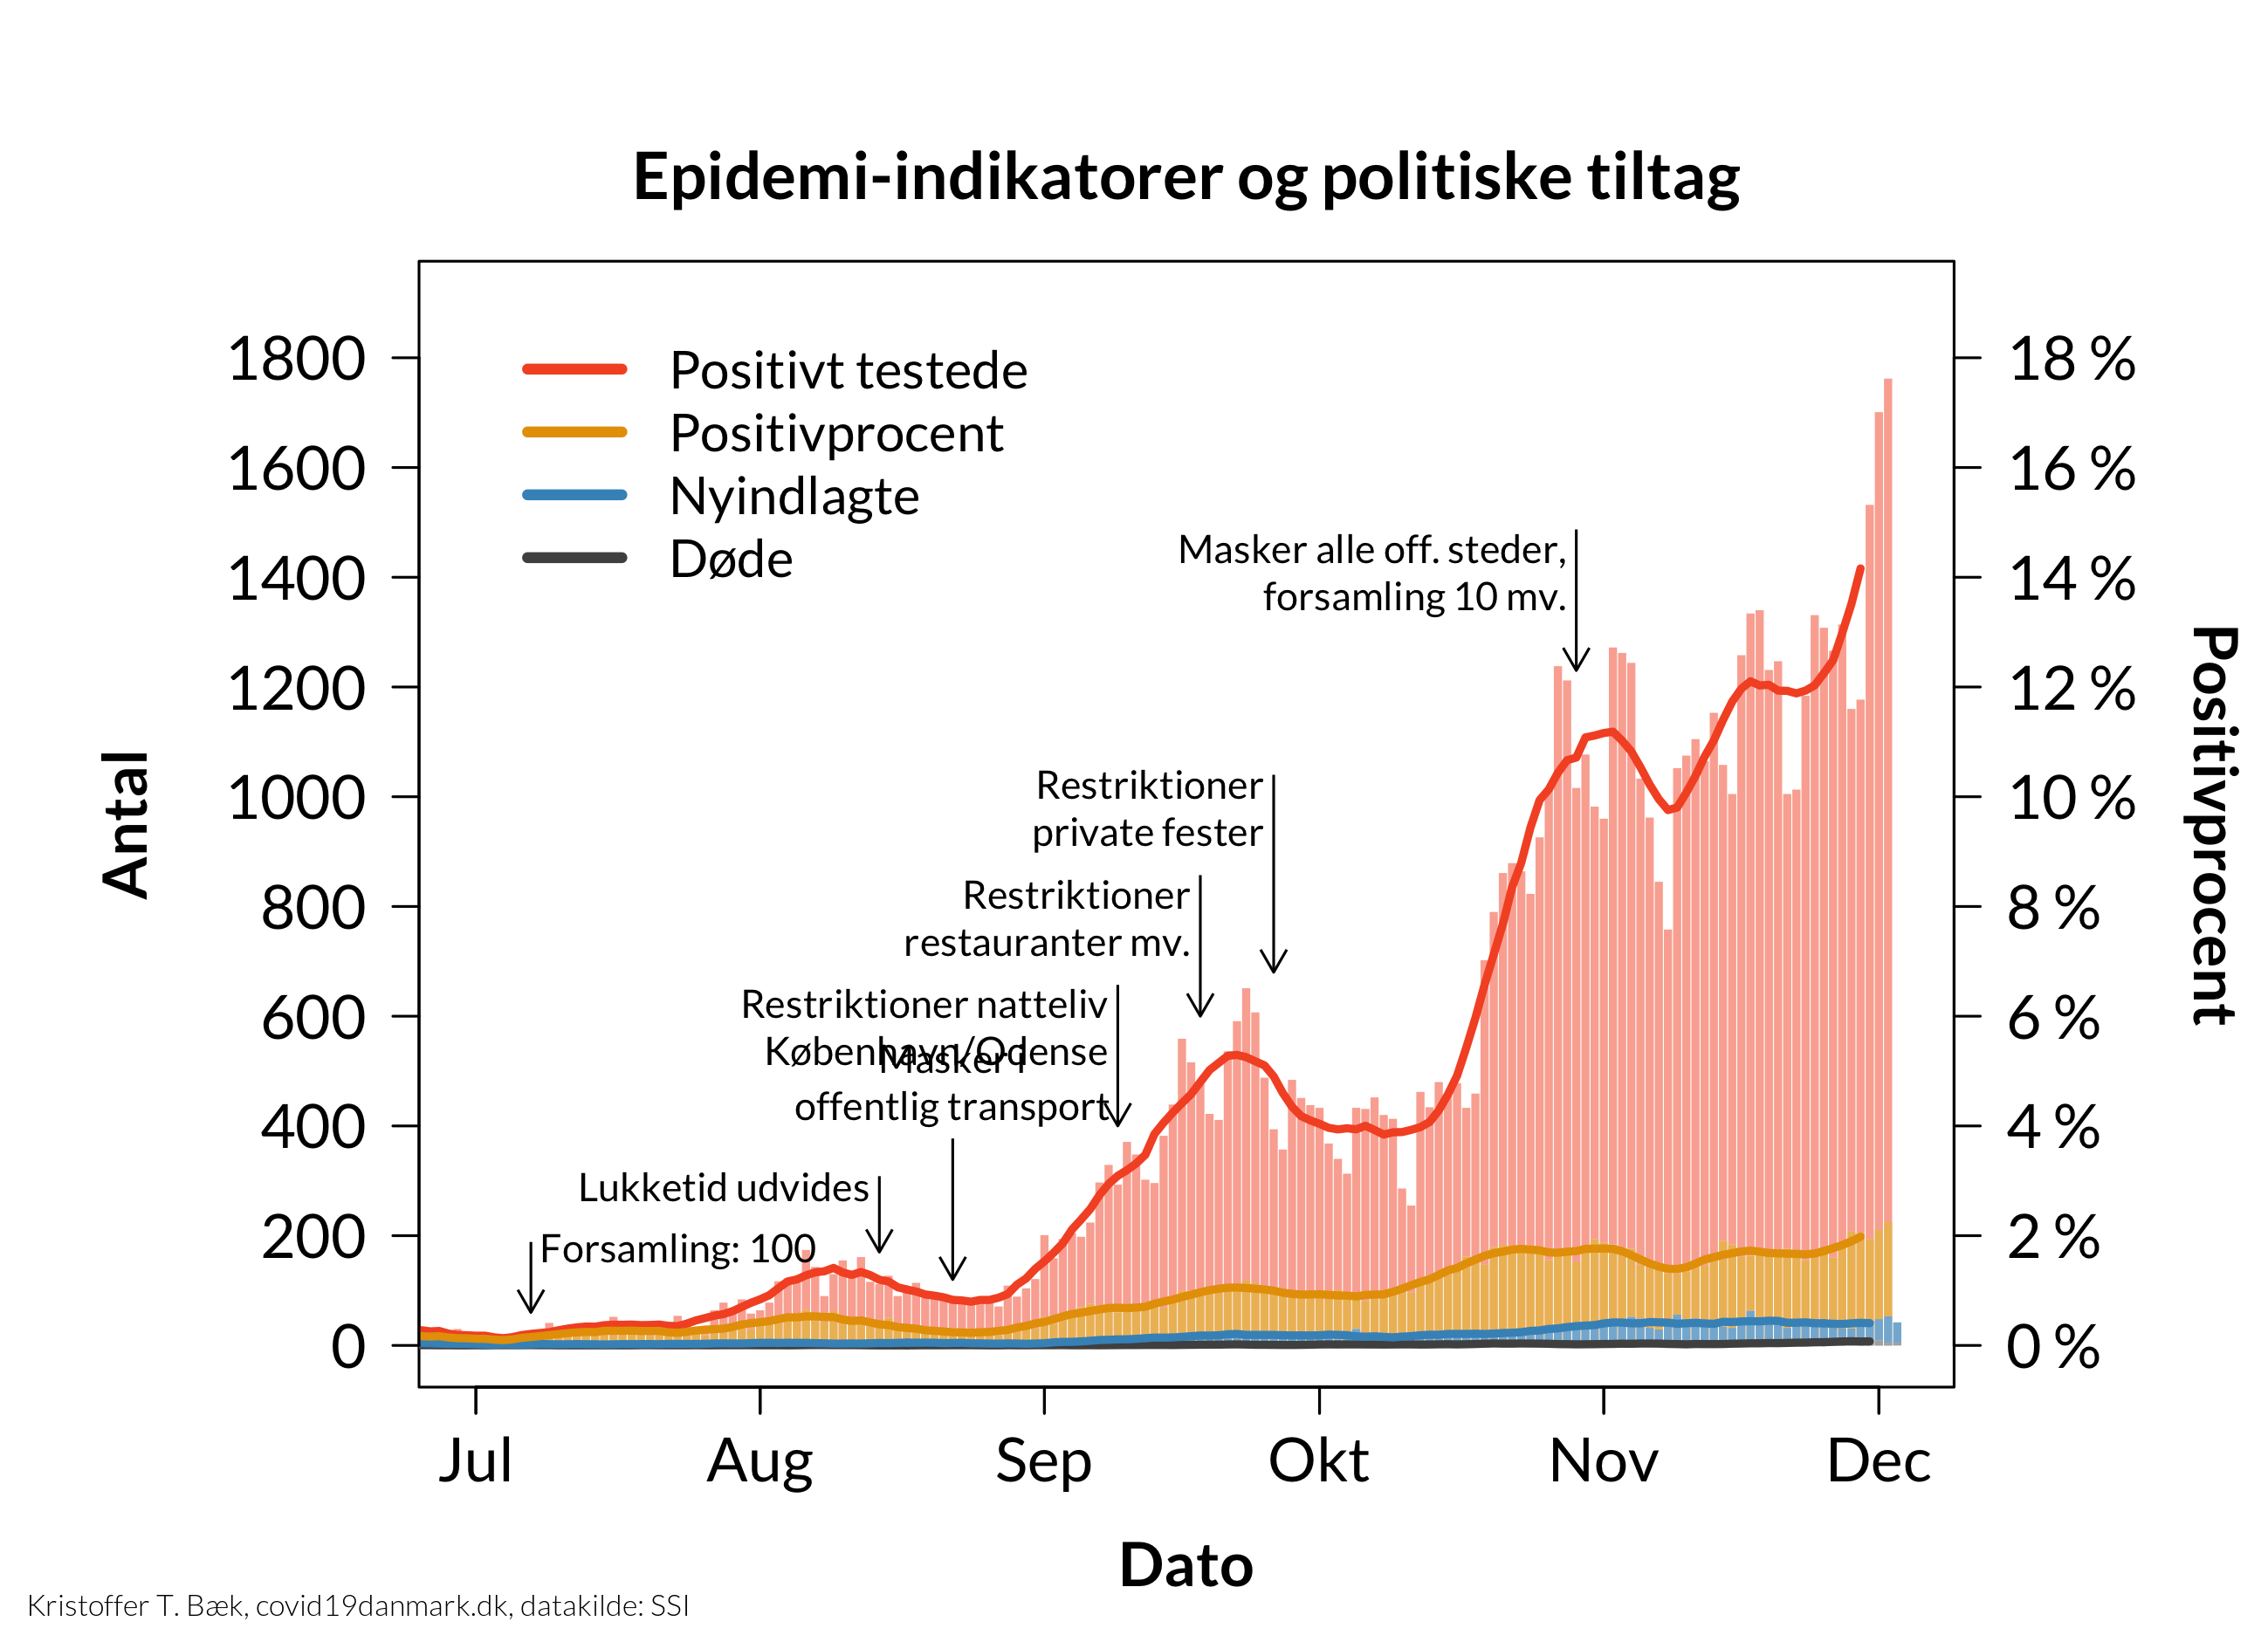 Epidemi-indikatorer og politiske tiltag
1800
1600
1400
1200
1000
800
600
400
200
0
Antal
Positivt testede
Positivprocent
Nyindlagte
Døde
Masker alle off. steder,
forsamling 10 mv.
Restriktioner
private fester
Restriktioner
restauranter mv.
Restriktioner natteliv
København/Odense
Masker i
offentlig transport
Lukketid udvides
Forsamling: 100
18 %
16 %
14 %
12 %
10 %
8 %
6 %
4 %
2 %
0 %
Positivprocent
Jul Aug Sep Okt Nov Dec
Dato
Kristoffer T. Bæk, covid19danmark.dk, datakilde: SSI